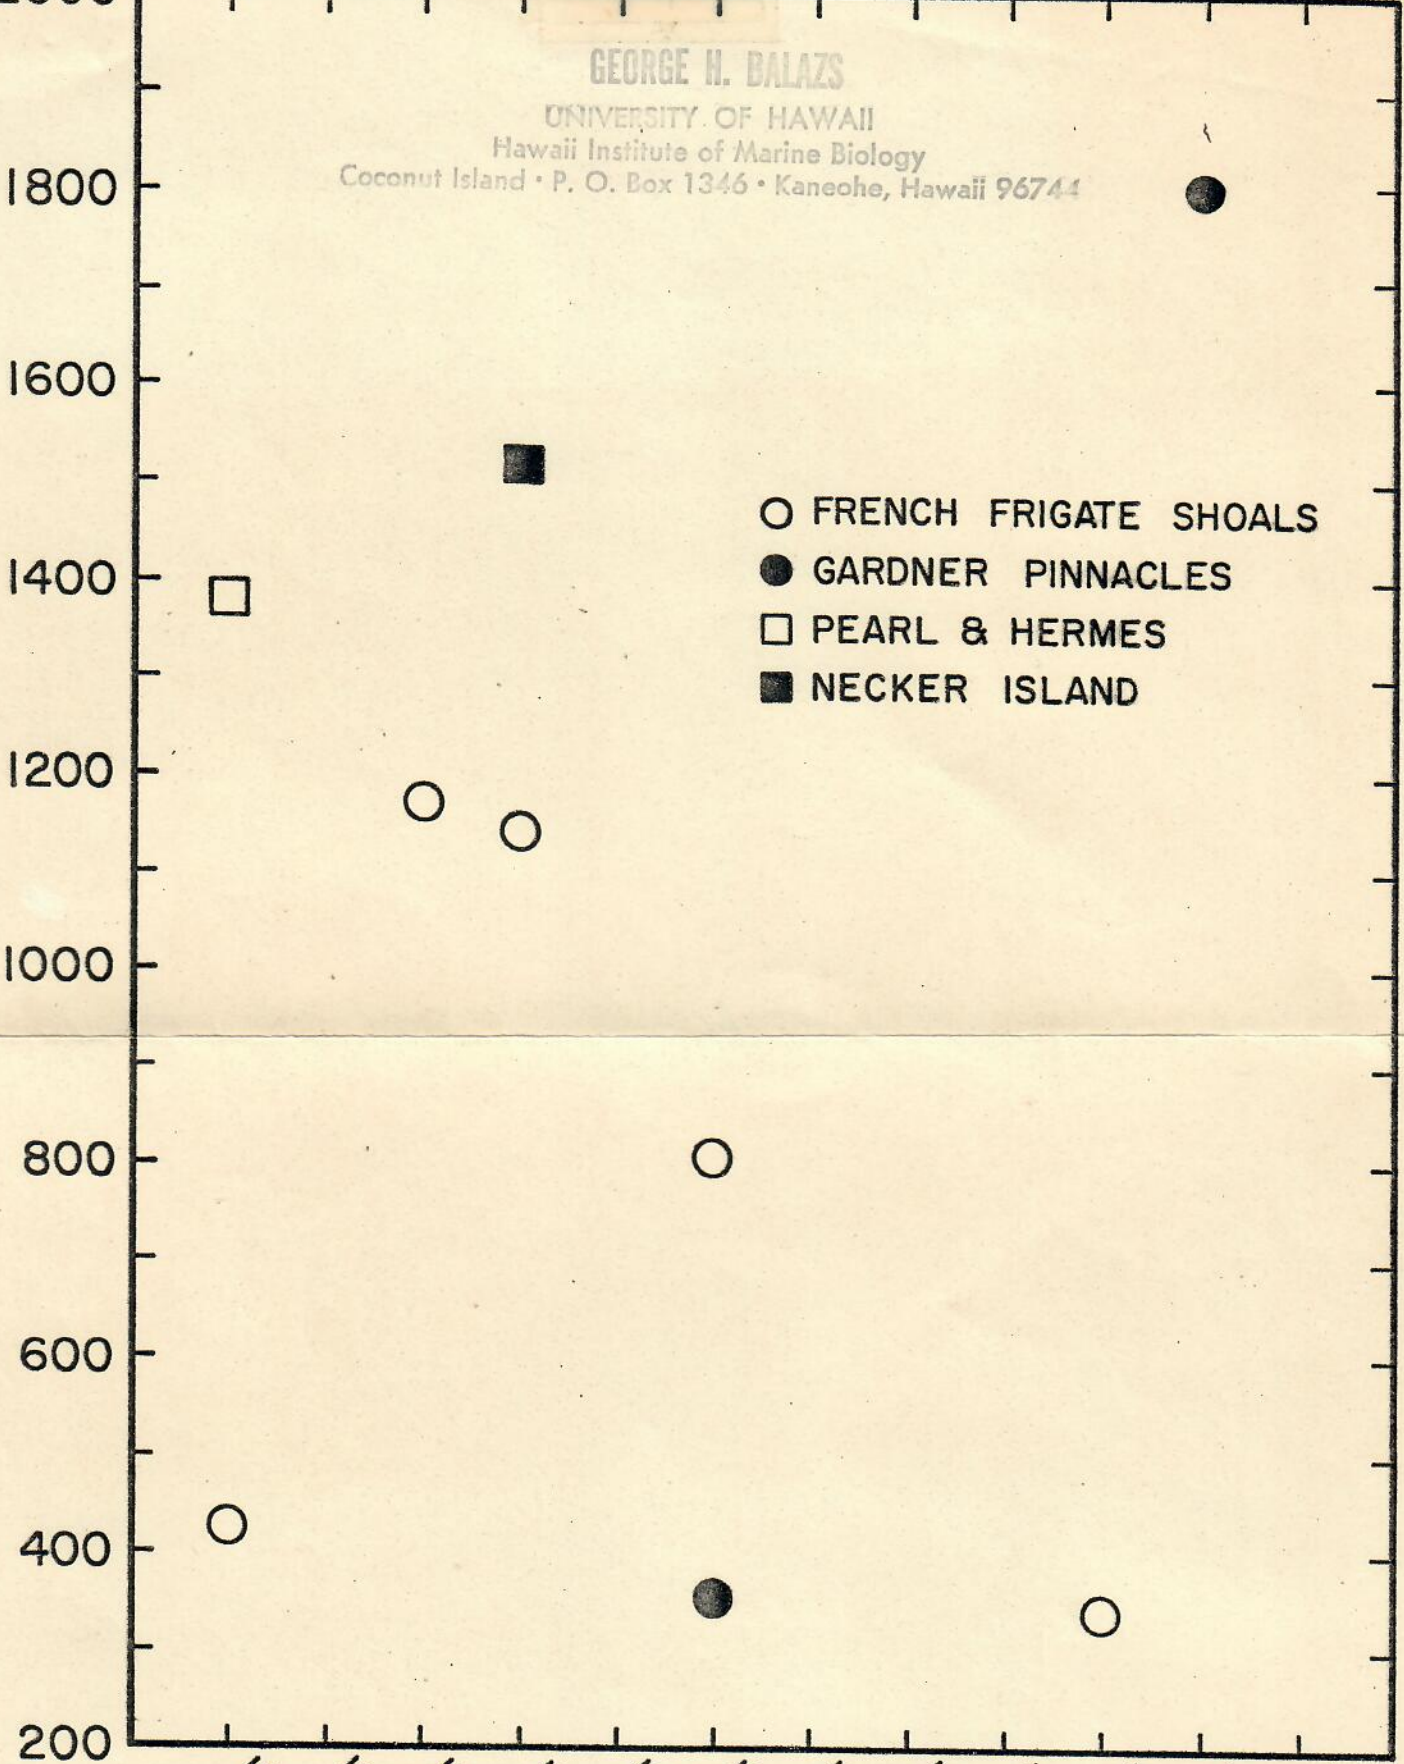 GEORGE H. BALAZS
UNIVERSITY OF HAWAII
Hawaii Institute of Marine Biology
Coconut Island • P. O. Box 1346 • Kaneohe, Hawaii 96744
1800
1600
1400
1200
1000
800
600
400
200
○ FRENCH FRIGATE SHOALS
● GARDNER PINNACLES
□ PEARL & HERMES
■ NECKER ISLAND